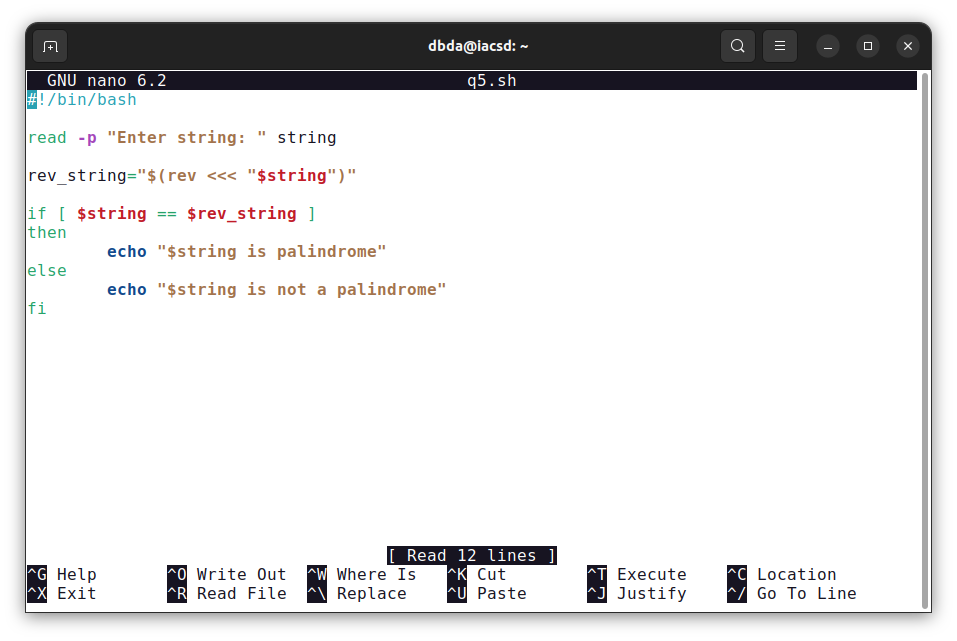 dbda@iacsd: ~
GNU nano 6.2 q5.sh
#!/bin/bash
read -p "Enter string: " string
rev_string="$(rev <<< "$string")"
if [ $string == $rev_string ]
then
        echo "$string is palindrome"
else
        echo "$string is not a palindrome"
fi
[ Read 12 lines ]
^G Help ^O Write Out ^W Where Is ^K Cut ^T Execute ^C Location
^X Exit ^R Read File ^\ Replace ^U Paste ^J Justify ^/ Go To Line